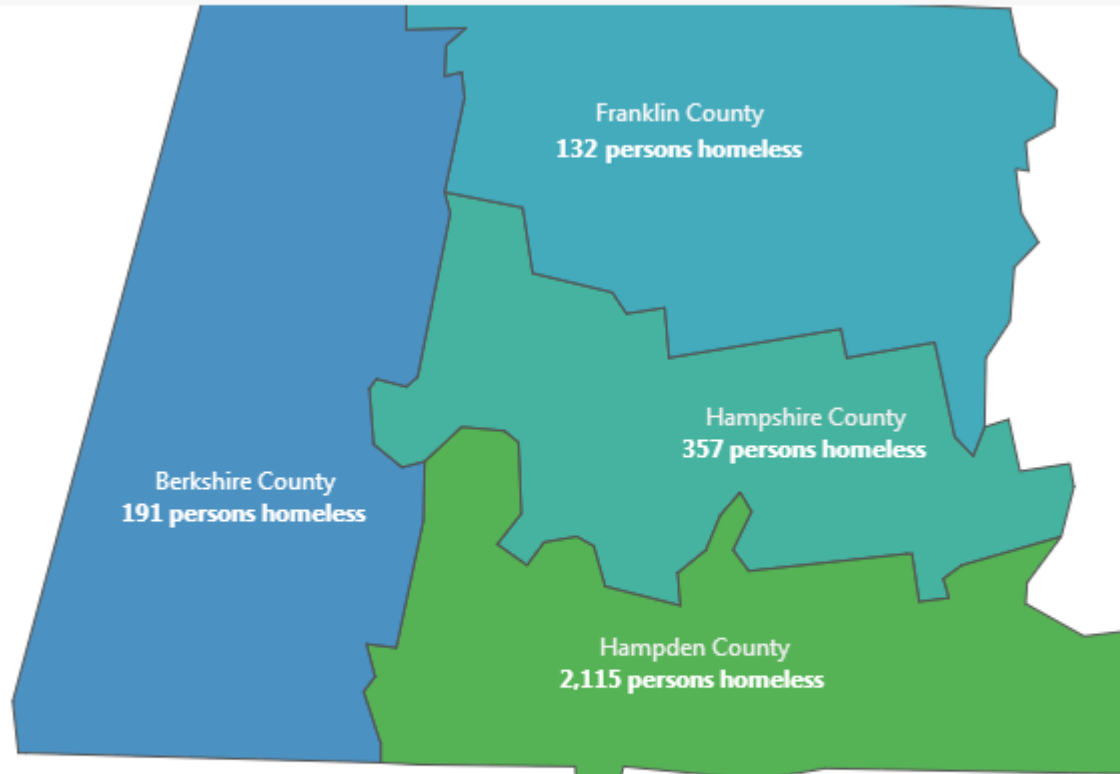 Franklin County
132 persons homeless
Hampshire County
357 persons homeless
Berkshire County
191 persons homeless
Hampden County
2,115 persons homeless